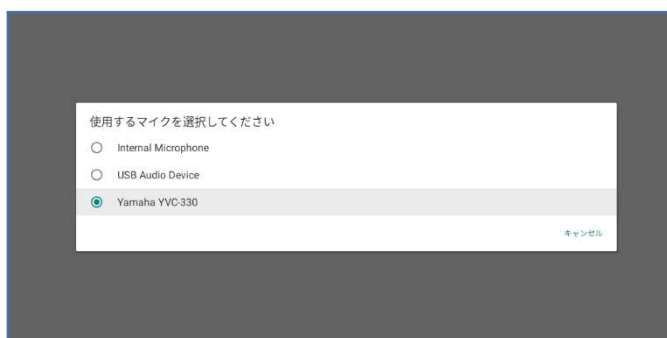 使用するマイクを選択してください
Internal Microphone
USB Audio Device
Yamaha YVC-330
キャンセル